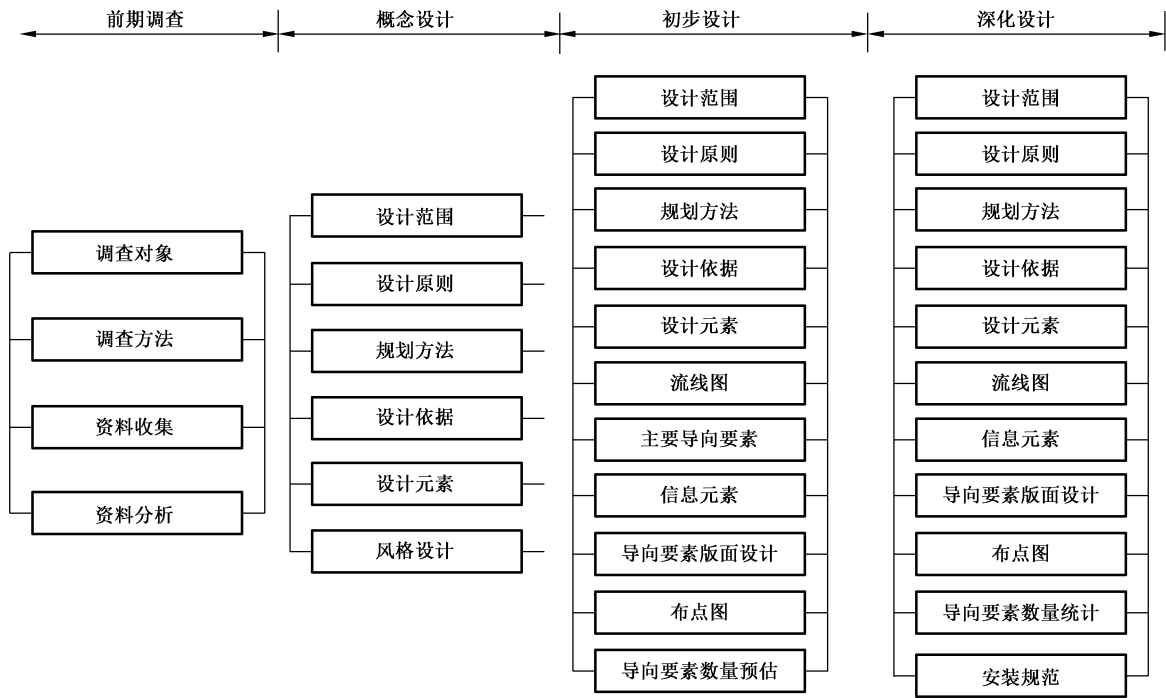 前期调查
概念设计
初步设计
深化设计
调查对象
调查方法
资料收集
资料分析
设计范围
设计原则
规划方法
设计依据
设计元素
风格设计
设计范围
设计原则
规划方法
设计依据
设计元素
流线图
主要导向要素
信息元素
导向要素版面设计
布点图
导向要素数量预估
设计范围
设计原则
规划方法
设计依据
设计元素
流线图
信息元素
导向要素版面设计
布点图
导向要素数量统计
安装规范